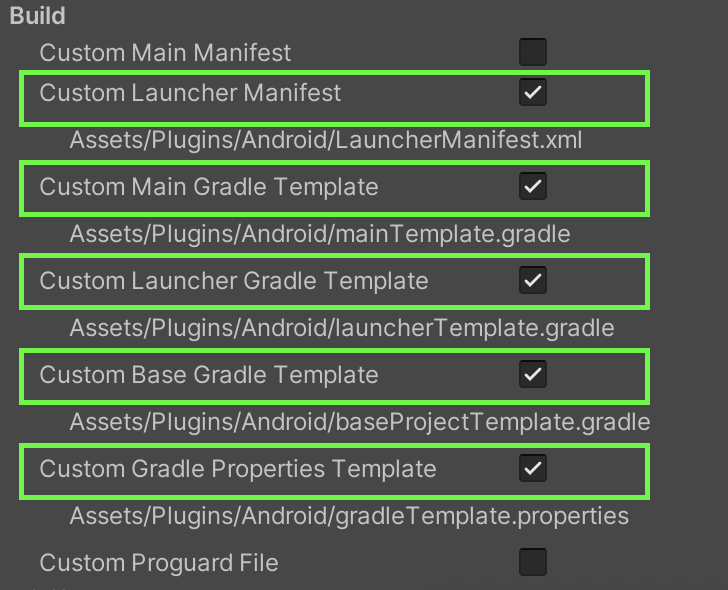 Build
Custom Main Manifest
Custom Launcher Manifest
Assets/Plugins/Android/LauncherManifest.xml
Custom Main Gradle Template
Assets/Plugins/Android/mainTemplate.gradle
Custom Launcher Gradle Template
Assets/Plugins/Android/launcherTemplate.gradle
Custom Base Gradle Template
Assets/Plugins/Android/baseProjectTemplate.gradle
Custom Gradle Properties Template
Assets/Plugins/Android/gradleTemplate.properties
Custom Proguard File